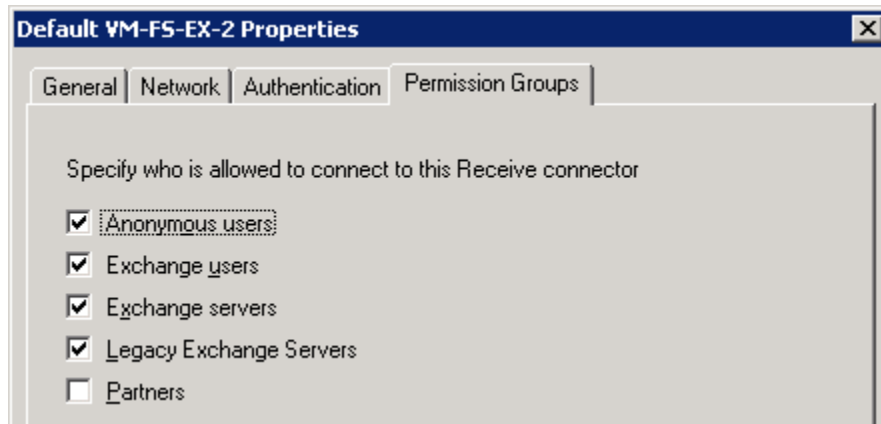 Default VM-FS-EX-2 Properties
General Network Authentication Permission Groups
Specify who is allowed to connect to this Receive connector
Anonymous users
Exchange users
Exchange servers
Legacy Exchange Servers
Partners